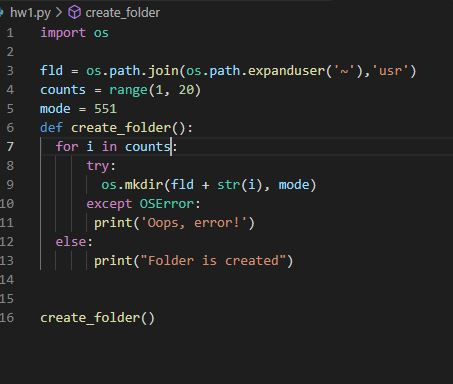 hw1.py > create_folder
1 import os
2
3 fld = os.path.join(os.path.expanduser('~'),'usr')
4 counts = range(1, 20)
5 mode = 551
6 def create_folder():
7 for i in counts:
8 try:
9 os.mkdir(fld + str(i), mode)
10 except OSError:
11 print('Oops, error!')
12 else:
13 print("Folder is created")
14
15
16 create_folder()